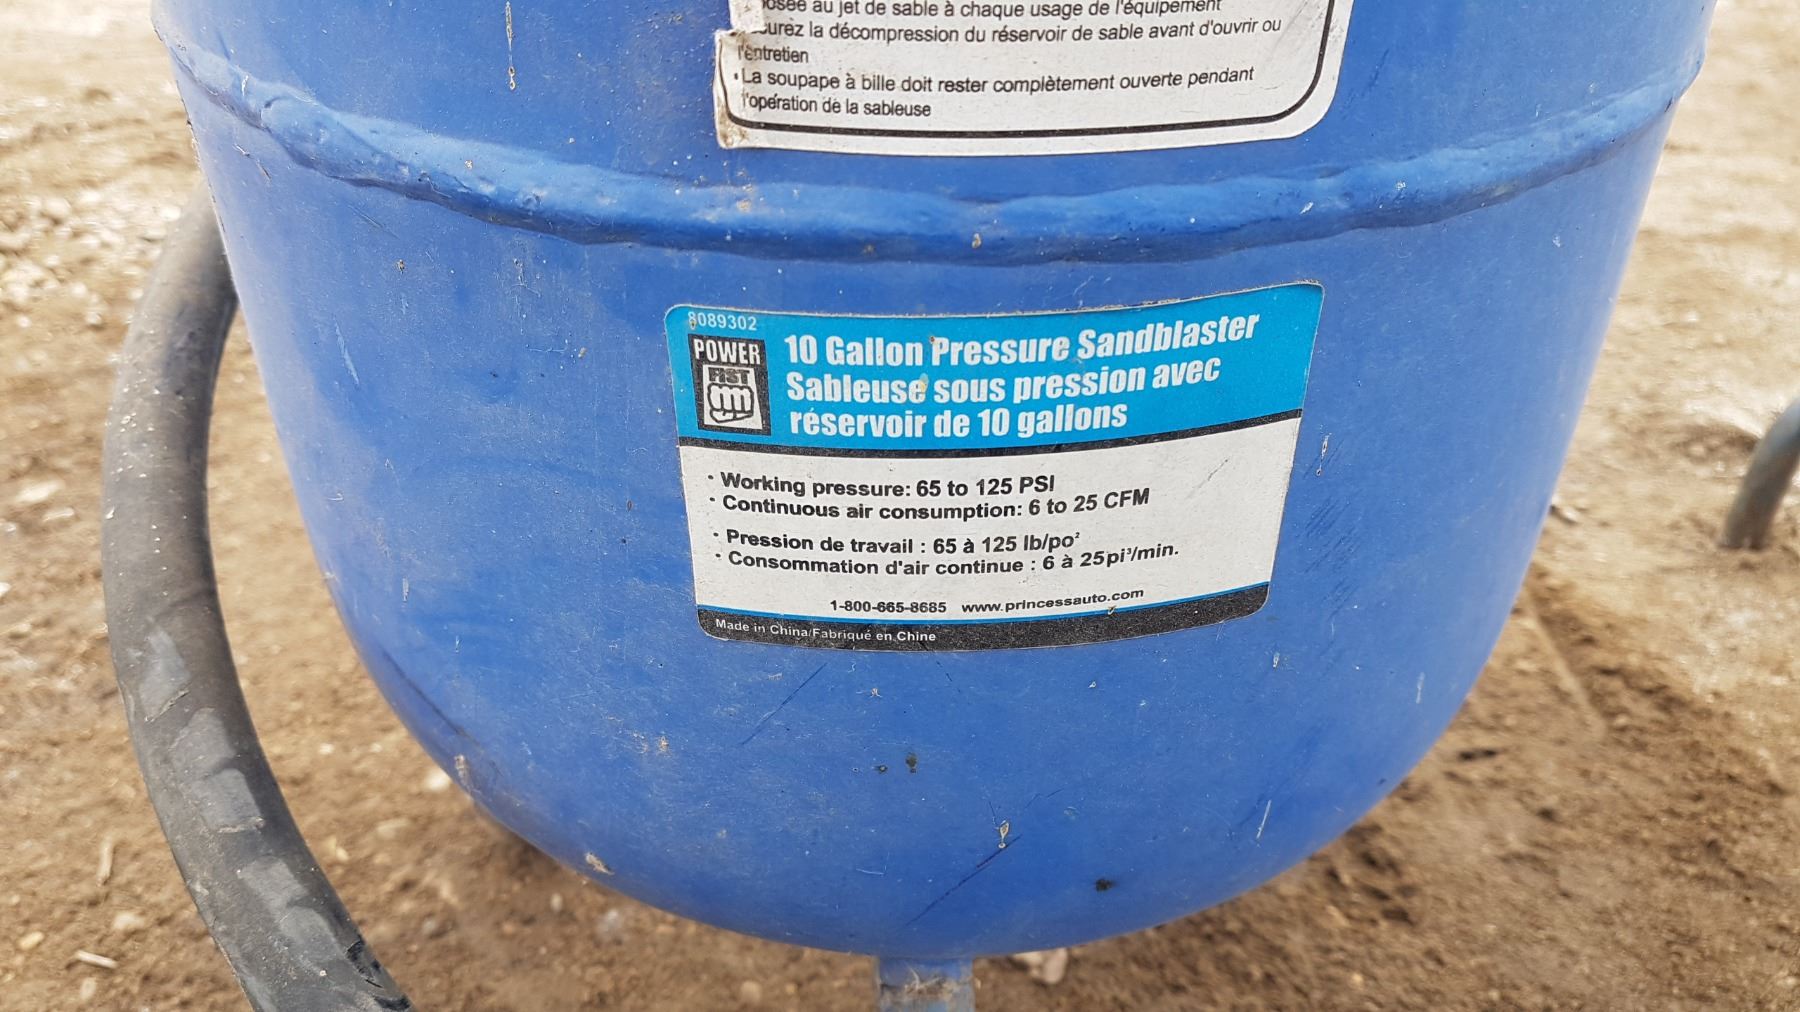 au jet de sable à chaque usage de l'équipement
la décompression du réservoir de sable avant d'ouvrir ou
l'entretien
• La soupape à bille doit rester complètement ouverte pendant
l'opération de la sableuse
8089302
POWER
FIST
10 Gallon Pressure Sandblaster
Sableuse sous pression avec
réservoir de 10 gallons
• Working pressure: 65 to 125 PSI
• Continuous air consumption: 6 to 25 CFM
• Pression de travail : 65 à 125 lb/po²
• Consommation d'air continue : 6 à 25pi³/min.
1-800-665-8685 www.princessauto.com
Made in China/Fabriqué en Chine